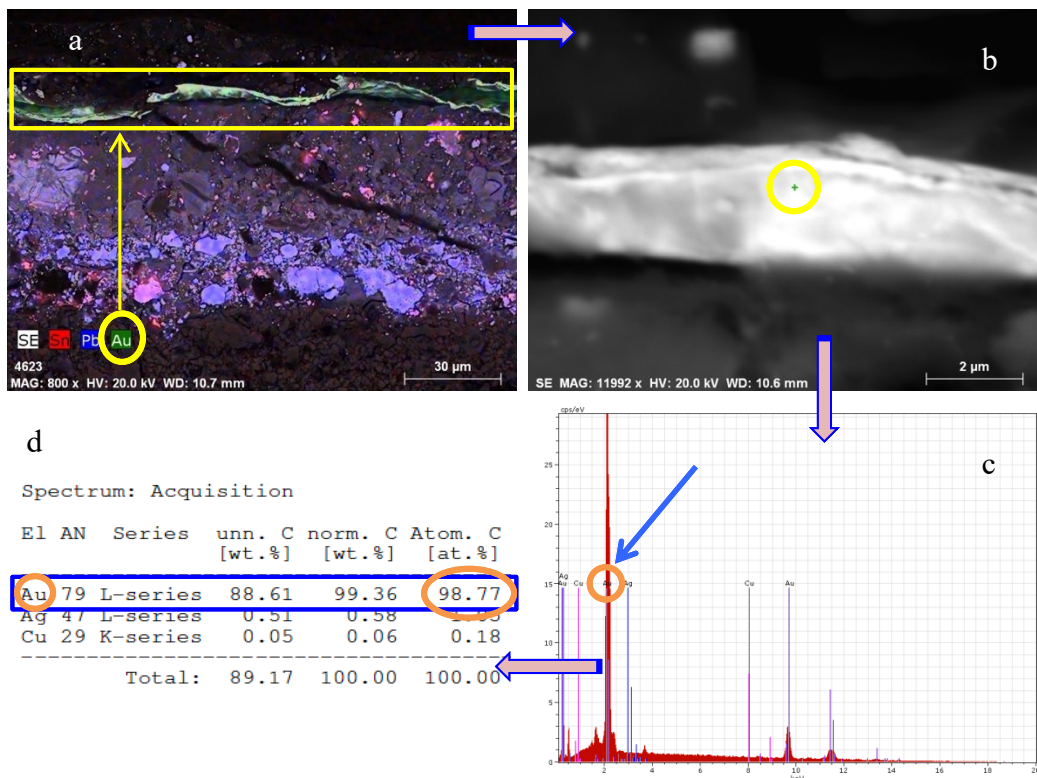 a
SE Sn Pb Au
4623
30 µm
MAG: 800 x HV: 20.0 kV WD: 10.7 mm
b
2 µm
SE MAG: 11992 x HV: 20.0 kV WD: 10.6 mm
d
Spectrum: Acquisition
El AN Series unn. C norm. C Atom. C
[wt.%] [wt.%] [at.%]
Au 79 L-series 88.61 99.36 98.77
Ag 47 L-series 0.51 0.58 1.05
Cu 29 K-series 0.05 0.06 0.18
Total: 89.17 100.00 100.00
c
cps/eV
25
20
15
10
5
0
Ag
Au Cu Au Ag Cu Au
2 4 6 8 10 12 14 16 18 20
keV